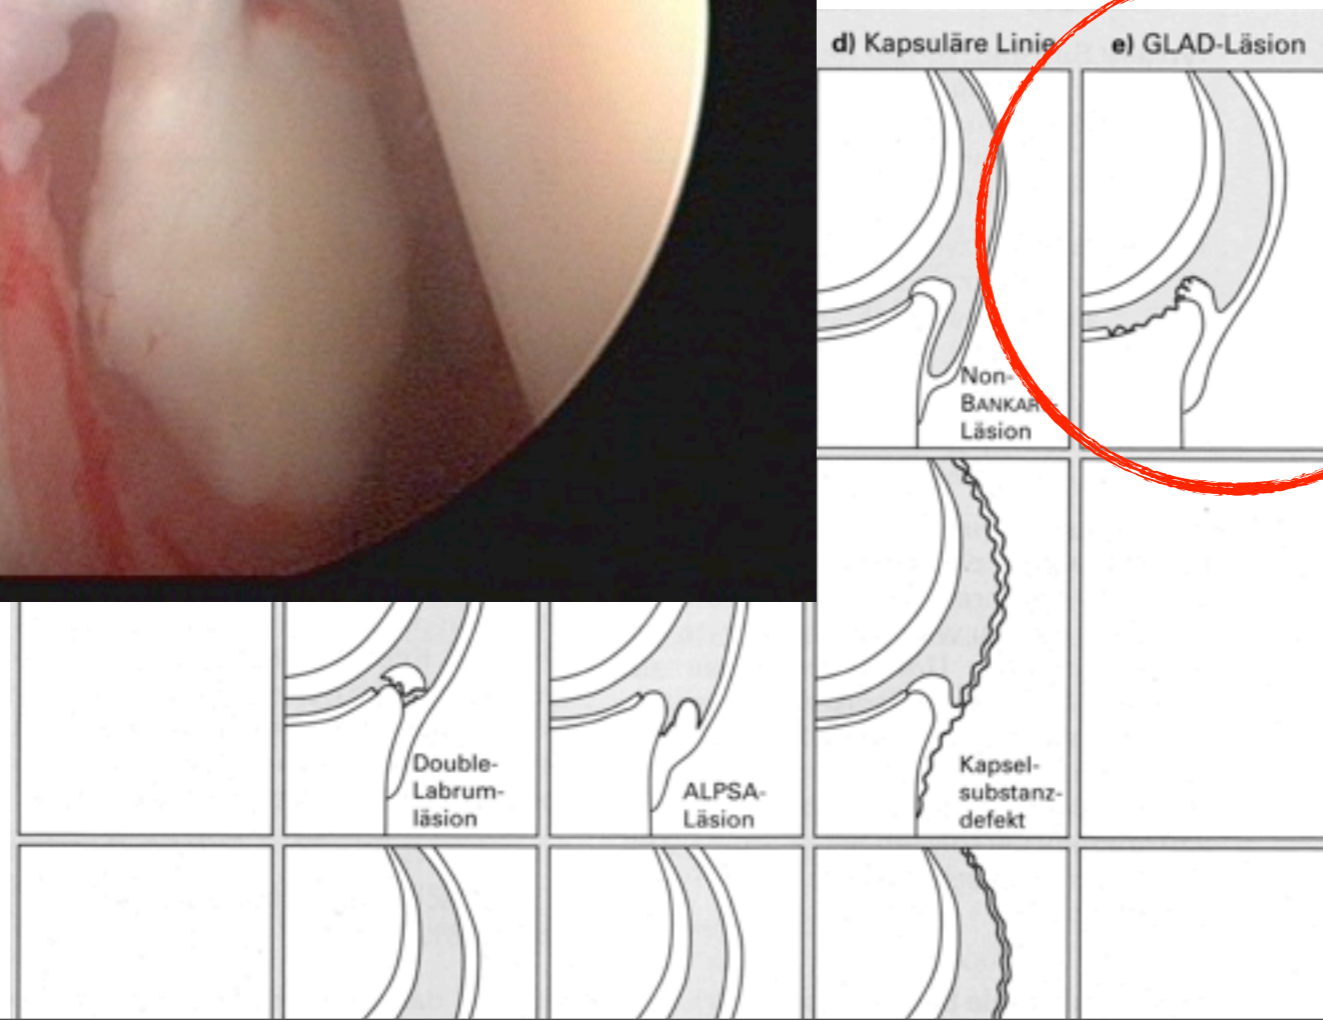 d) Kapsuläre Linie
e) GLAD-Läsion
Non-
BANKART-
Läsion
Double-
Labrum-
läsion
ALPSA-
Läsion
Kapsel-
substanz-
defekt